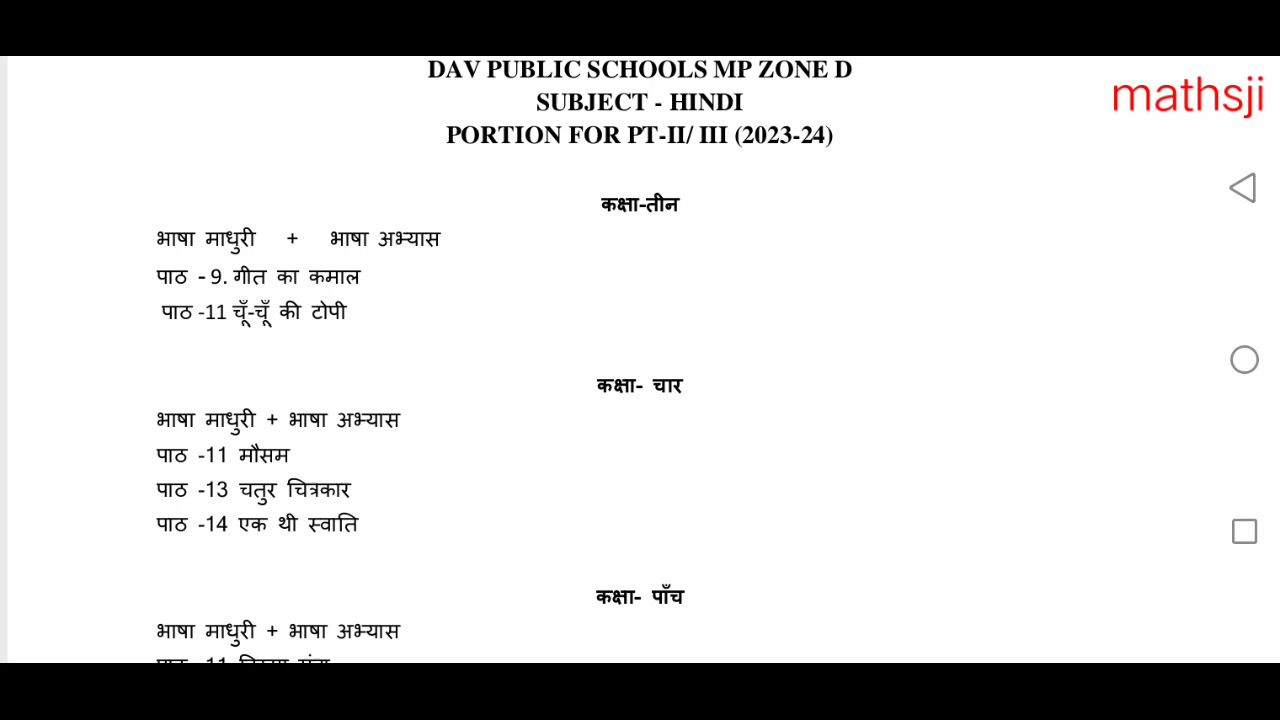 DAV PUBLIC SCHOOLS MP ZONE D
mathsji
SUBJECT - HINDI
PORTION FOR PT-II/ III (2023-24)
कक्षा-तीन
भाषा माधुरी + भाषा अभ्यास
पाठ - 9. गीत का कमाल
पाठ -11 चूँ-चूँ की टोपी
कक्षा- चार
भाषा माधुरी + भाषा अभ्यास
पाठ -11 मौसम
पाठ -13 चतुर चित्रकार
पाठ -14 एक थी स्वाति
कक्षा- पाँच
भाषा माधुरी + भाषा अभ्यास
पाठ -11